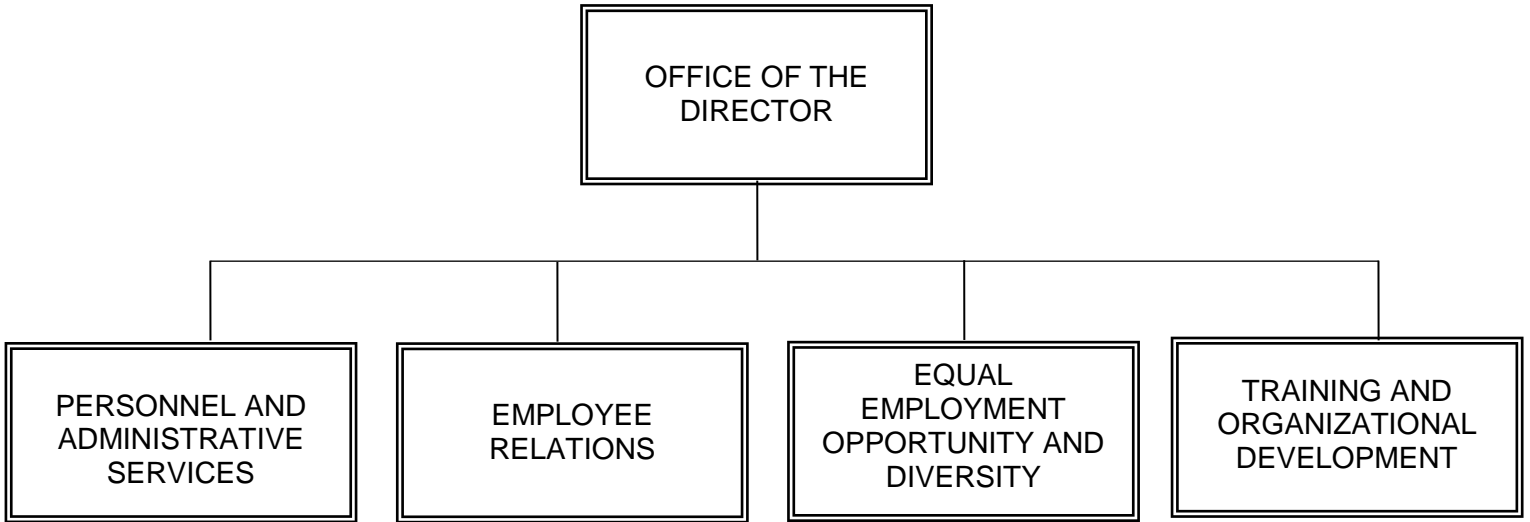 OFFICE OF THE
DIRECTOR
PERSONNEL AND
ADMINISTRATIVE
SERVICES
EMPLOYEE
RELATIONS
EQUAL
EMPLOYMENT
OPPORTUNITY AND
DIVERSITY
TRAINING AND
ORGANIZATIONAL
DEVELOPMENT